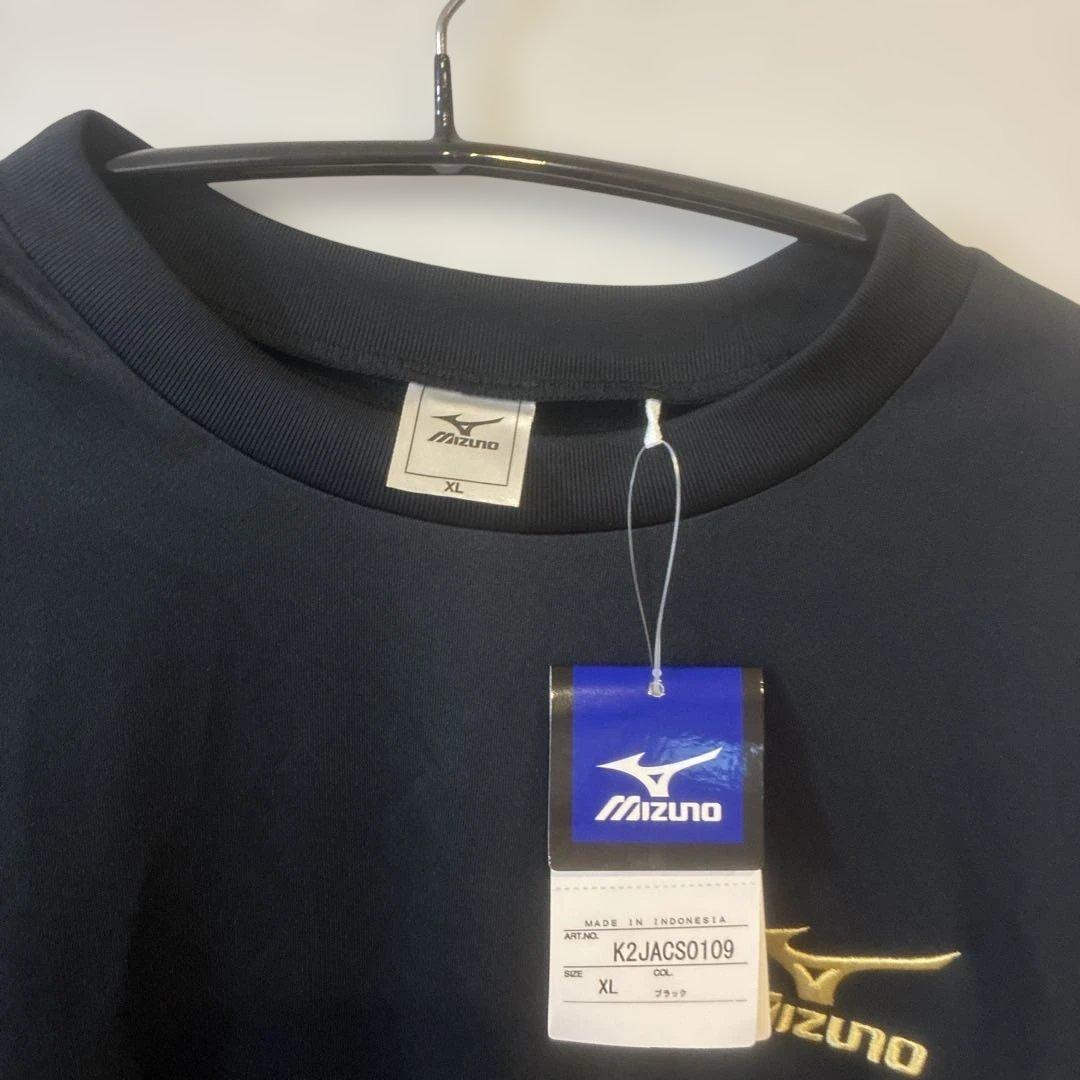 MIZUNO
XL
MIZUNO
MADE IN INDONESIA
ART.NO. K2JACS0109
SIZE XL COL. ブラック
MIZUNO